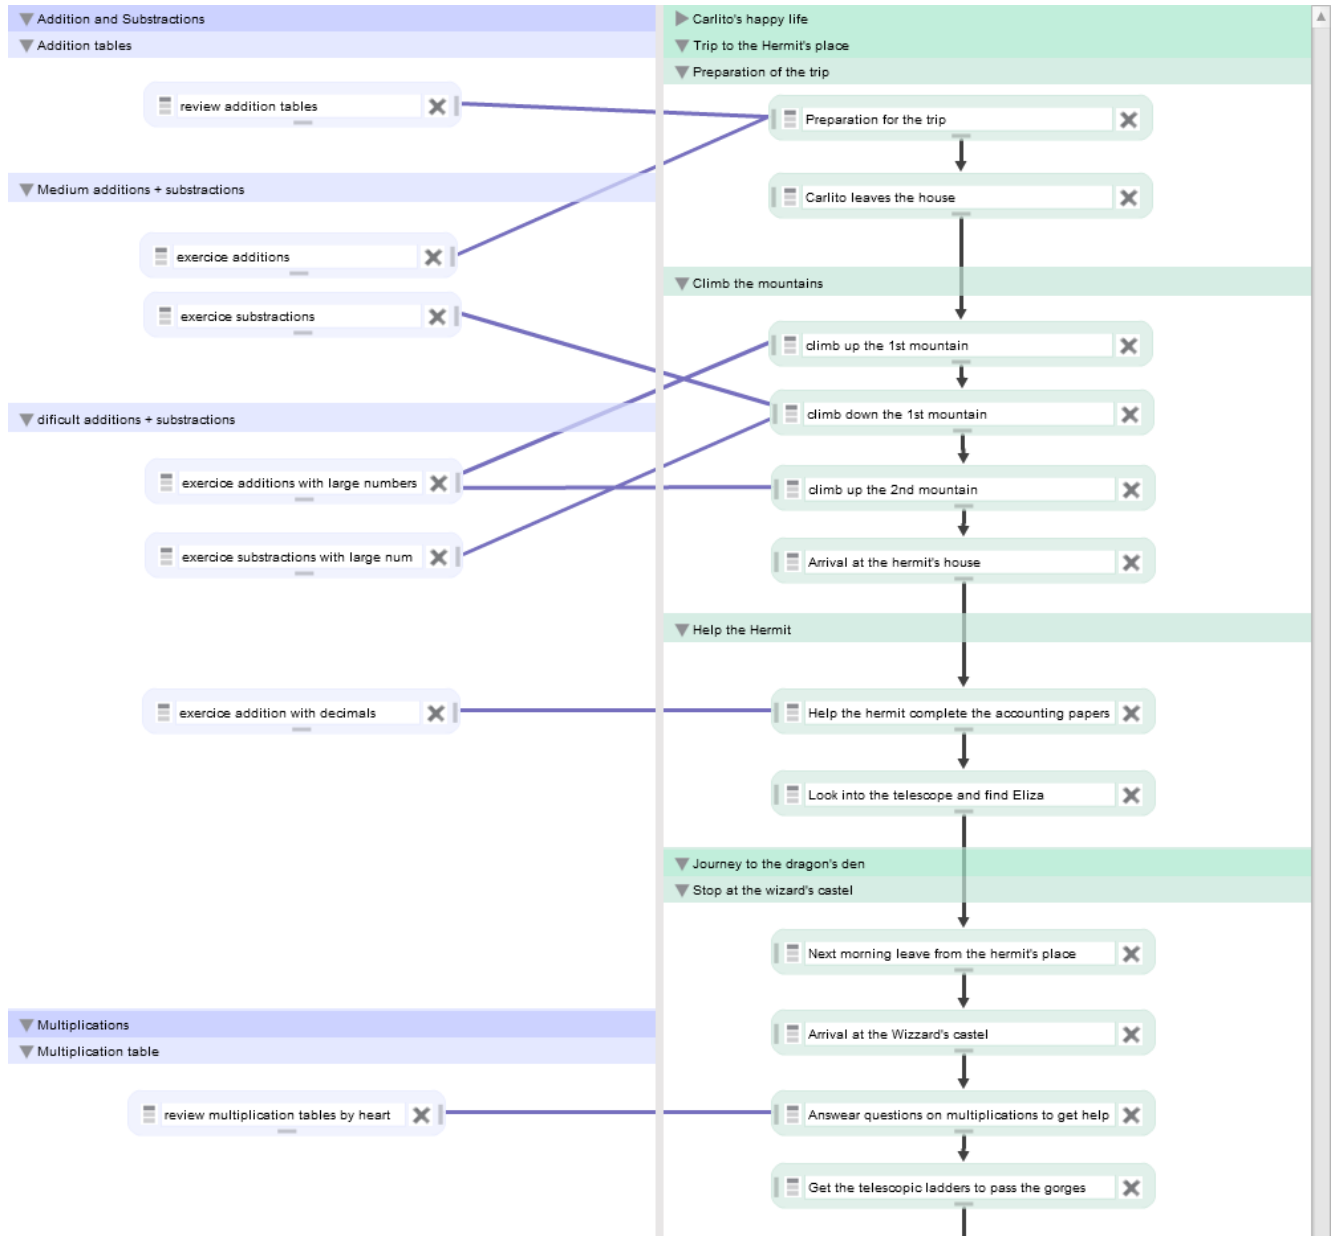 Addition and Substractions
Addition tables
review addition tables
Medium additions + substractions
exercice additions
exercice substractions
dificult additions + substractions
exercice additions with large numbers
exercice substractions with large num
exercice addition with decimals
Multiplications
Multiplication table
review multiplication tables by heart
Carlito's happy life
Trip to the Hermit's place
Preparation of the trip
Preparation for the trip
Carlito leaves the house
Climb the mountains
climb up the 1st mountain
climb down the 1st mountain
climb up the 2nd mountain
Arrival at the hermit's house
Help the Hermit
Help the hermit complete the accounting papers
Look into the telescope and find Eliza
Journey to the dragon's den
Stop at the wizard's castel
Next morning leave from the hermit's place
Arrival at the Wizzard's castel
Answear questions on multiplications to get help
Get the telescopic ladders to pass the gorges